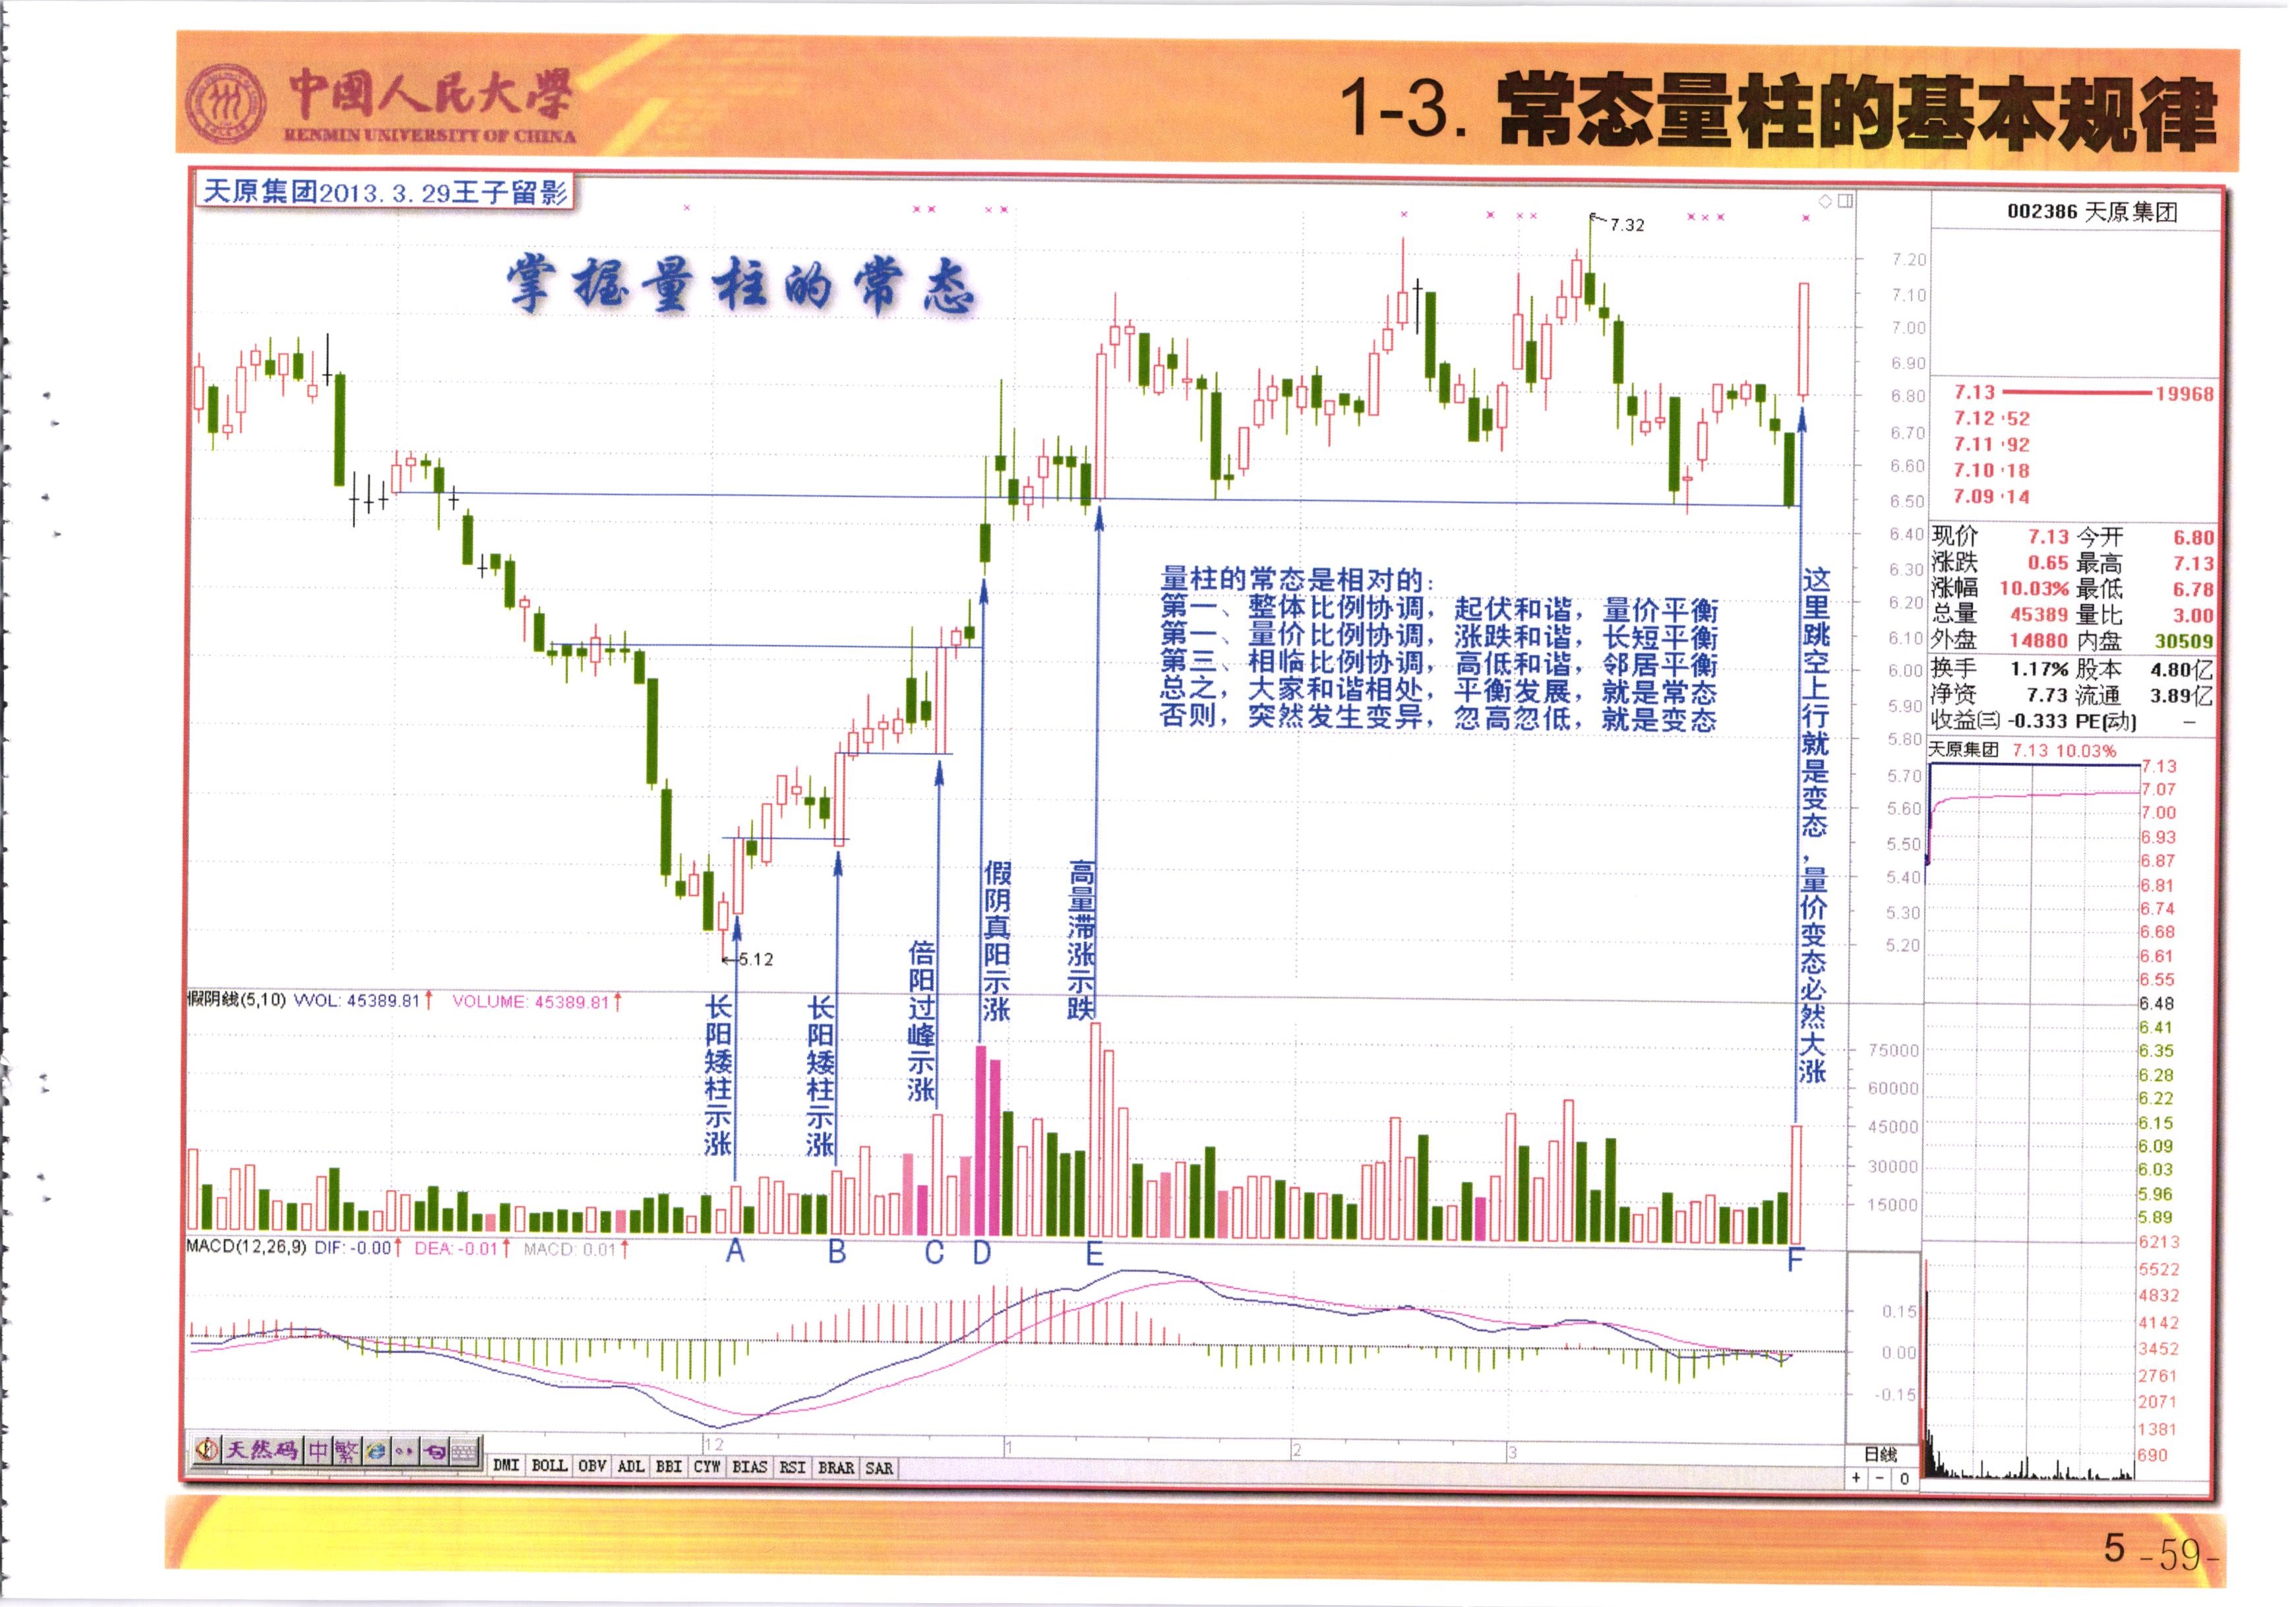 中國人民大學
RENMIN UNIVERSITY OF CHINA
1-3. 常态量柱的基本规律
天原集团2013.3.29王子留影
掌握量柱的常态
7.32
5.12
量柱的常态是相对的:
第一、整体比例协调，起伏和谐，量价平衡
第一、量价比例协调，涨跌和谐，长短平衡
第三、相临比例协调，高低和谐，邻居平衡
总之，大家和谐相处，平衡发展，就是常态
否则，突然发生变异，忽高忽低，就是变态
长阳矮柱示涨
长阳矮柱示涨
倍阳过峰示涨
假阴真阳示涨
高量滞涨示跌
这里跳空上行就是变态，量价变态必然大涨
7.20
7.10
7.00
6.90
6.80
6.70
6.60
6.50
6.40
6.30
6.20
6.10
6.00
5.90
5.80
5.70
5.60
5.50
5.40
5.30
5.20
假阴线(5,10) VVOL: 45389.81↑ VOLUME: 45389.81↑
75000
60000
45000
30000
15000
A B C D E F
MACD(12,26,9) DIF: -0.00↑ DEA: -0.01↑ MACD: 0.01↑
0.15
0.00
-0.15
12 1 2 3
日线
天然码 中 繁
DMI BOLL OBV ADL BBI CYW BIAS RSI BRAR SAR
+ - 0
002386 天原集团
7.13 19968
7.12 52
7.11 92
7.10 18
7.09 14
现价 7.13 今开 6.80
涨跌 0.65 最高 7.13
涨幅 10.03% 最低 6.78
总量 45389 量比 3.00
外盘 14880 内盘 30509
换手 1.17% 股本 4.80亿
净资 7.73 流通 3.89亿
收益(三) -0.333 PE(动) —
天原集团 7.13 10.03%
7.13
7.07
7.00
6.93
6.87
6.81
6.74
6.68
6.61
6.55
6.48
6.41
6.35
6.28
6.22
6.15
6.09
6.03
5.96
5.89
6213
5522
4832
4142
3452
2761
2071
1381
690
5 -59-